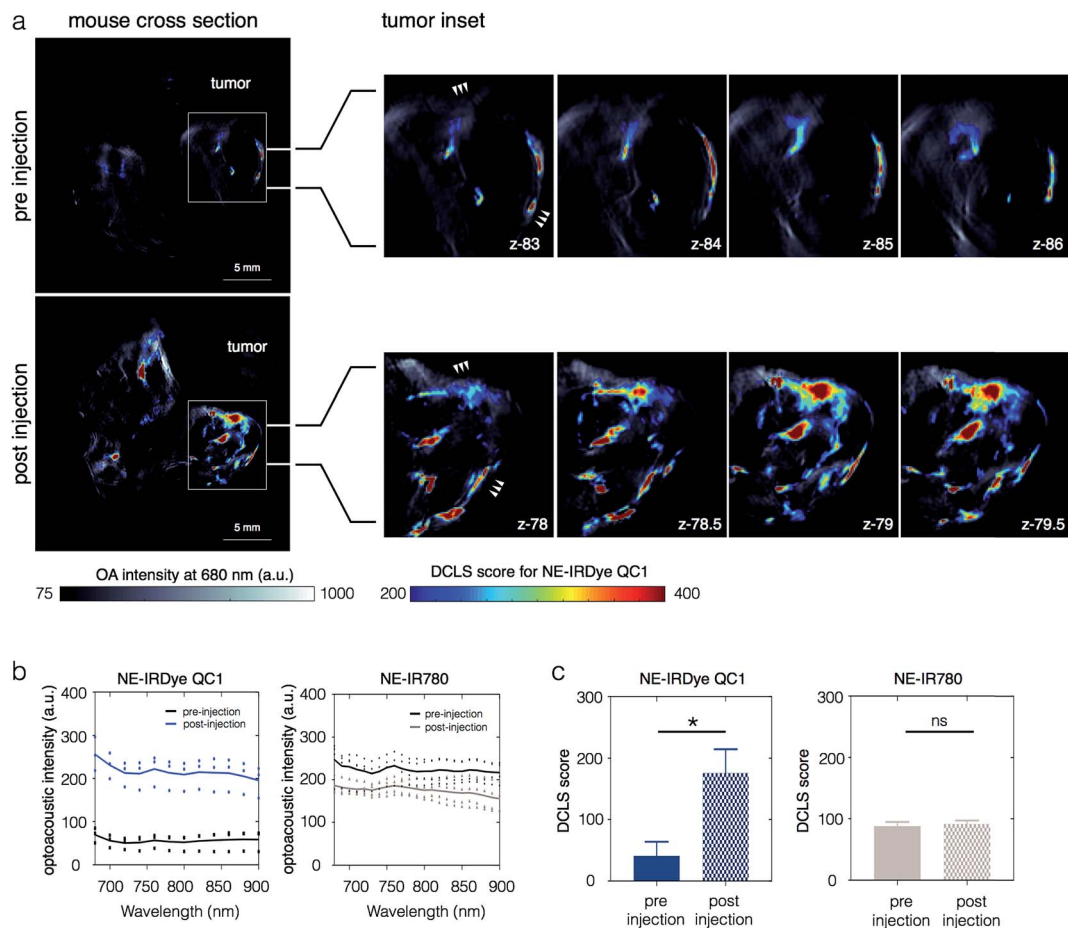 a
mouse cross section
tumor inset
pre injection
tumor
5 mm
z-83
z-84
z-85
z-86
post injection
tumor
5 mm
z-78
z-78.5
z-79
z-79.5
OA intensity at 680 nm (a.u.)
75
1000
DCLS score for NE-IRDye QC1
200
400
b
NE-IRDye QC1
optoacoustic intensity (a.u.)
400
300
200
100
0
pre-injection
post-injection
700
750
800
850
900
Wavelength (nm)
NE-IR780
optoacoustic intensity (a.u.)
400
300
200
100
0
pre-injection
post-injection
700
750
800
850
900
Wavelength (nm)
c
NE-IRDye QC1
DCLS score
300
200
100
0
*
pre
injection
post
injection
NE-IR780
DCLS score
300
200
100
0
ns
pre
injection
post
injection